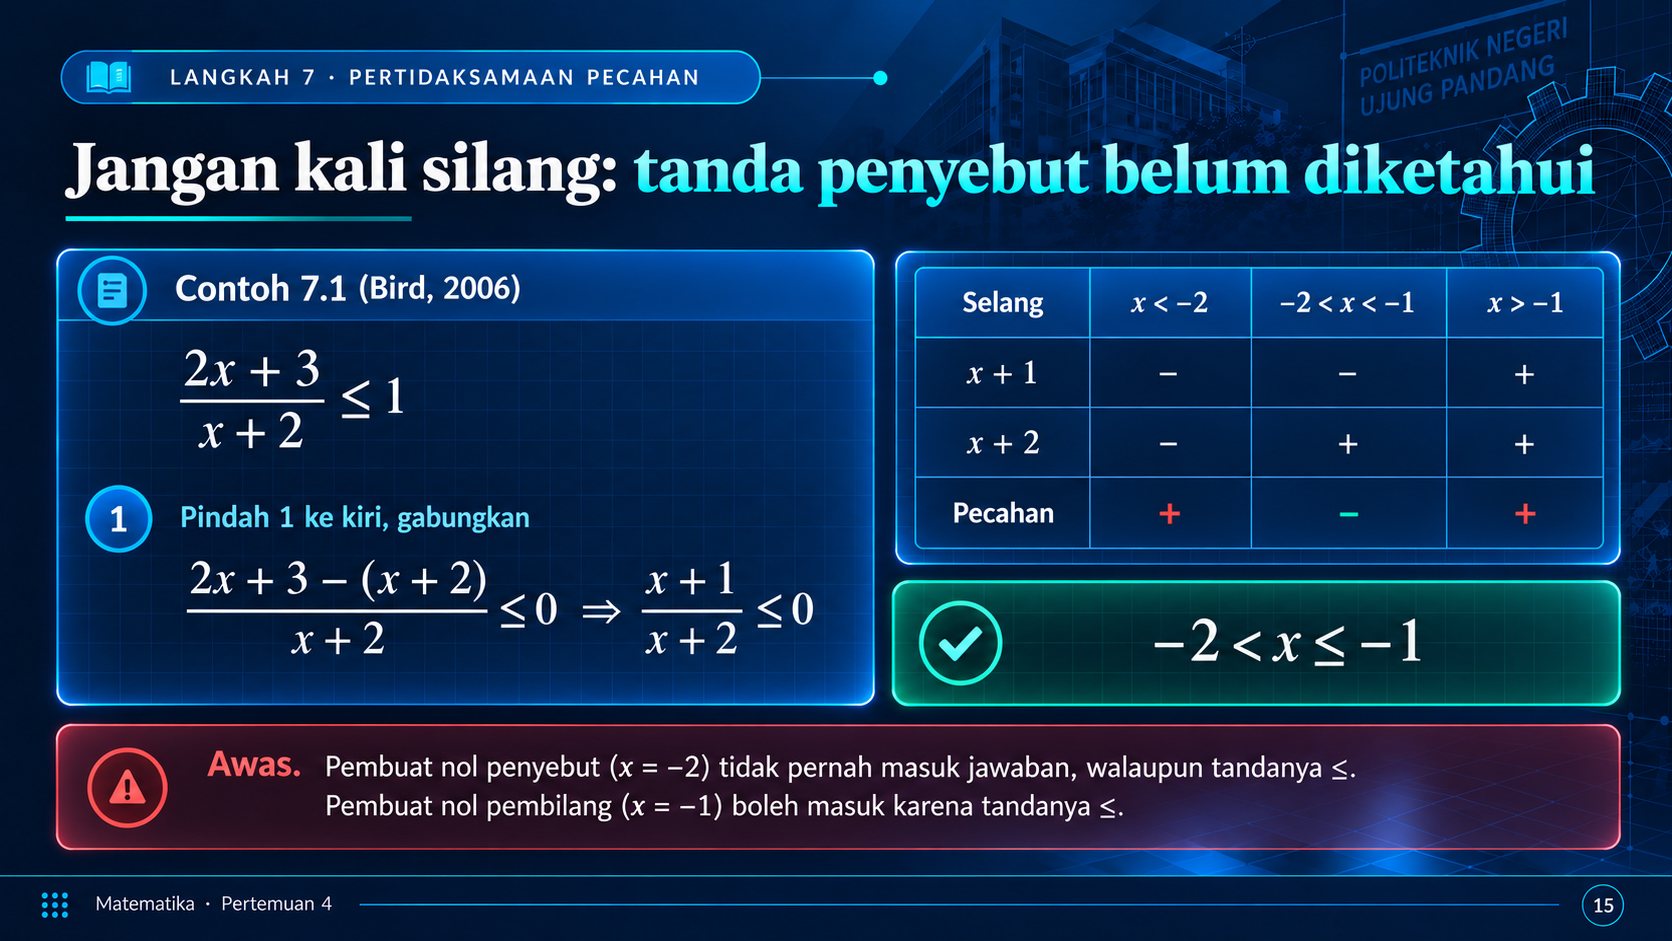 POLITEKNIK NEGERI
UJUNG PANDANG
LANGKAH 7 · PERTIDAKSAMAAN PECAHAN
Jangan kali silang: tanda penyebut belum diketahui
Contoh 7.1 (Bird, 2006)
(2x + 3)/(x + 2) ≤ 1
1 Pindah 1 ke kiri, gabungkan
(2x + 3 − (x + 2))/(x + 2) ≤ 0 ⇒ (x + 1)/(x + 2) ≤ 0
Selang x < −2 −2 < x < −1 x > −1
x + 1 − − +
x + 2 − + +
Pecahan + − +
−2 < x ≤ −1
Awas. Pembuat nol penyebut (x = −2) tidak pernah masuk jawaban, walaupun tandanya ≤.
Pembuat nol pembilang (x = −1) boleh masuk karena tandanya ≤.
Matematika · Pertemuan 4
15